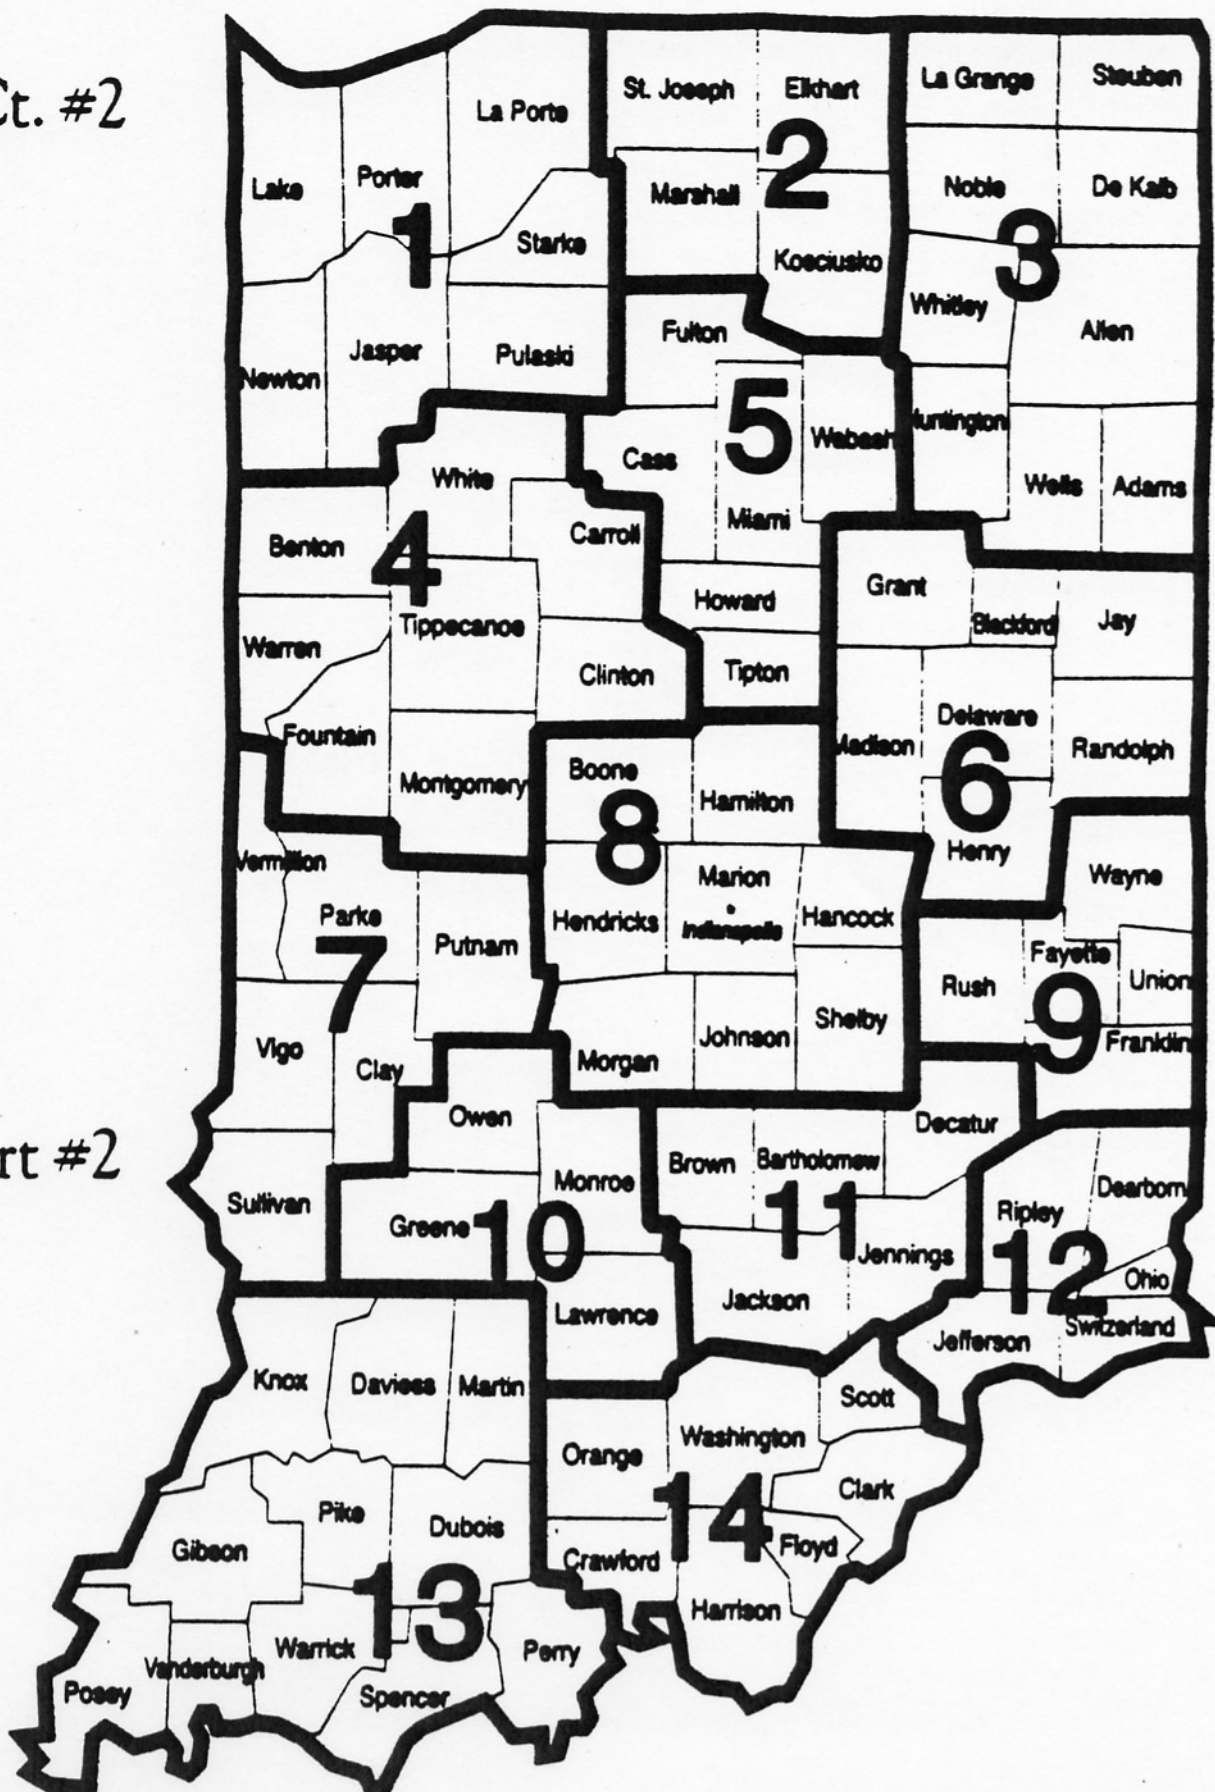 Ct. #2
La Grange
Steuben
St. Joseph
Elkhart
La Porte
2
Lake
Porter
Marshall
Noble
De Kalb
1
Starke
Kosciusko
3
Whitley
Allen
Fulton
Jasper
Pulaski
Newton
5
Huntington
Wabash
Cass
White
Wells
Adams
Miami
Carroll
Benton
4
Grant
Howard
Blackford
Jay
Tippecanoe
Warren
Clinton
Tipton
Delaware
Fountain
Madison
Randolph
Boone
6
Montgomery
Hamilton
8
Henry
Vermillion
Marion
Wayne
Parke
Hendricks
Indianapolis
Hancock
Putnam
Fayette
7
Rush
Union
9
Shelby
Vigo
Johnson
Franklin
Morgan
Clay
Owen
Decatur
rt #2
Brown
Bartholomew
Monroe
Dearborn
Sullivan
Ripley
Greene
10
11
Jennings
12
Ohio
Jackson
Lawrence
Switzerland
Jefferson
Knox
Daviess
Martin
Scott
Washington
Orange
Clark
Pike
14
Dubois
Floyd
Gibson
Crawford
13
Harrison
Warrick
Perry
Vanderburgh
Posey
Spencer